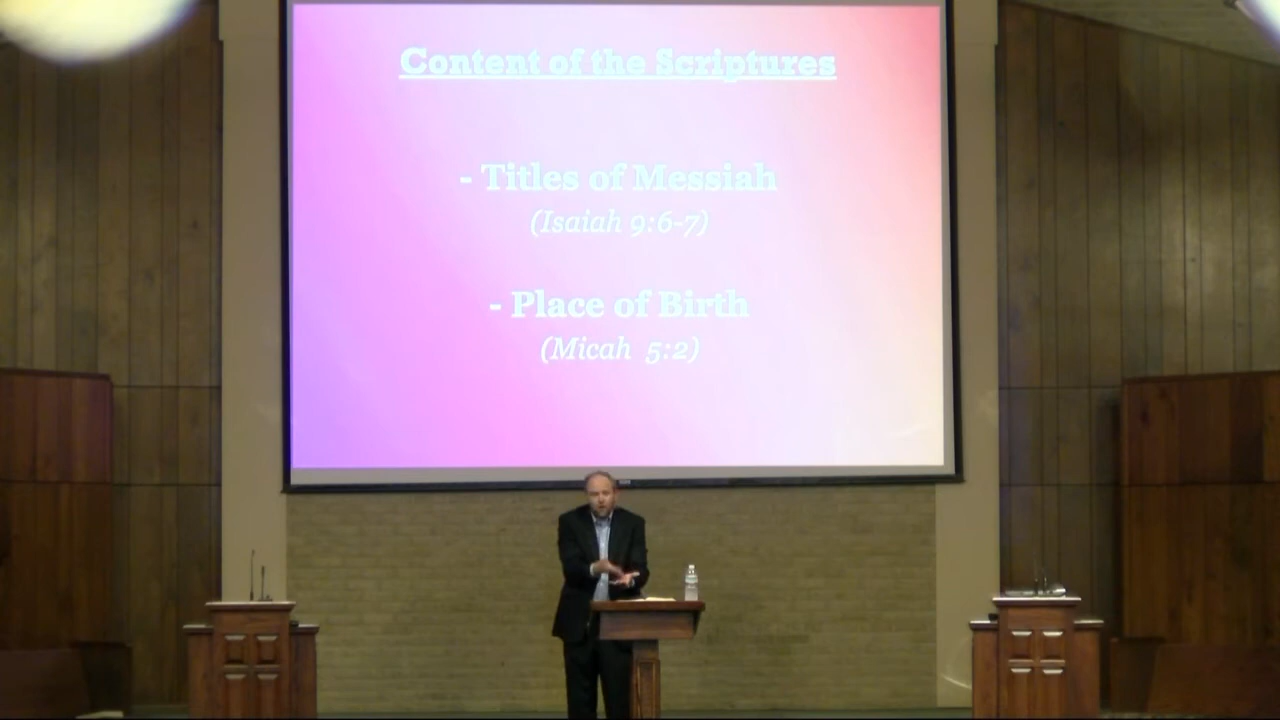 Content of the Scriptures
- Titles of Messiah
(Isaiah 9:6-7)
- Place of Birth
(Micah 5:2)